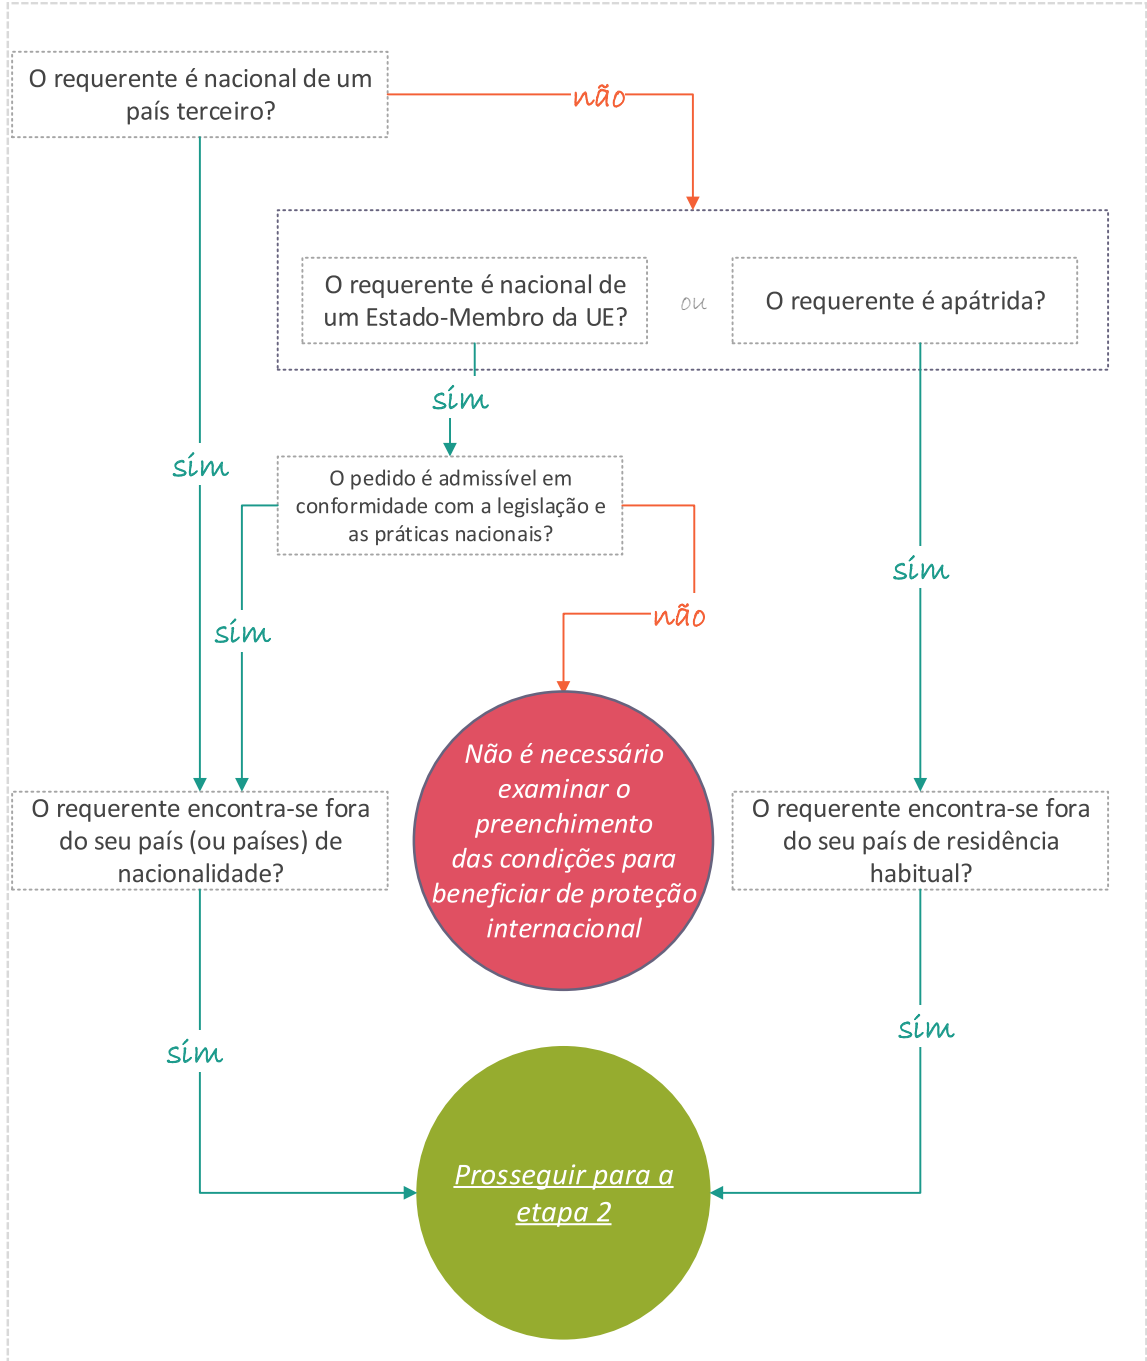 O requerente é nacional de um
país terceiro?
não
O requerente é nacional de
um Estado-Membro da UE?
ou
O requerente é apátrida?
sim
sim
O pedido é admissível em
conformidade com a legislação e
as práticas nacionais?
sim
não
sim
O requerente encontra-se fora
do seu país (ou países) de
nacionalidade?
Não é necessário
examinar o
preenchimento
das condições para
beneficiar de proteção
internacional
O requerente encontra-se fora
do seu país de residência
habitual?
sim
sim
Prosseguir para a
etapa 2